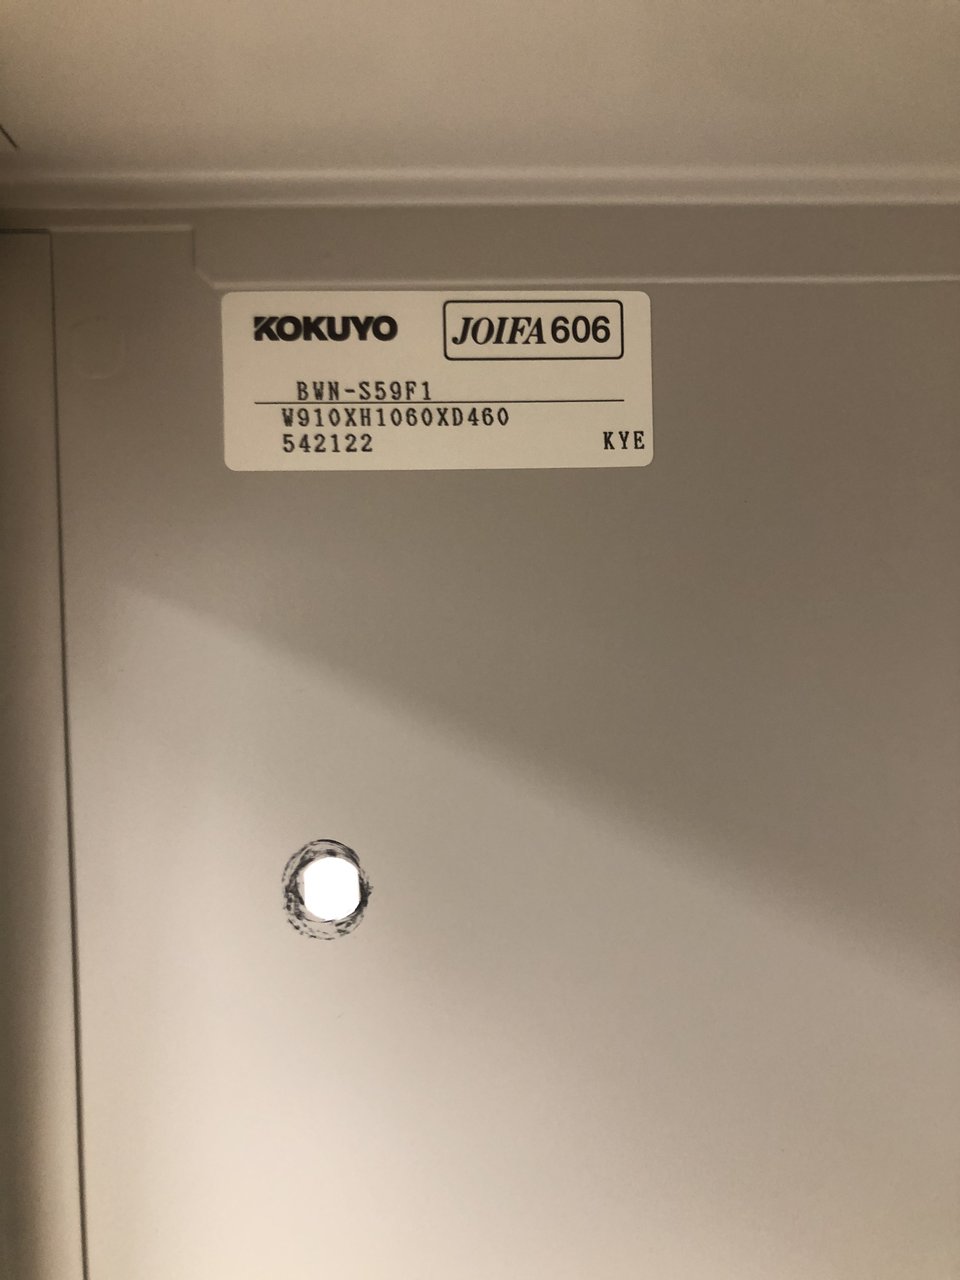 KOKUYO JOIFA606
BWN-S59F1
W910XH1060XD460
542122 KYE